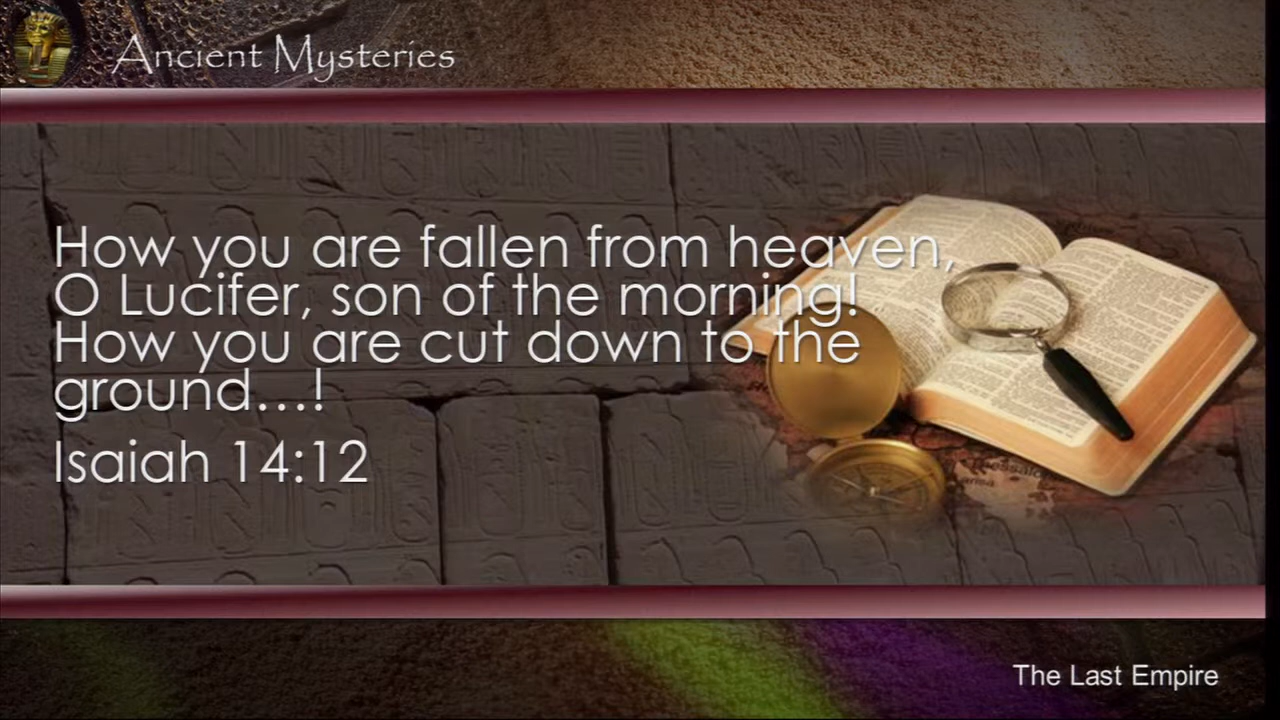 Ancient Mysteries
How you are fallen from heaven,
O Lucifer, son of the morning!
How you are cut down to the
ground...!
Isaiah 14:12
The Last Empire